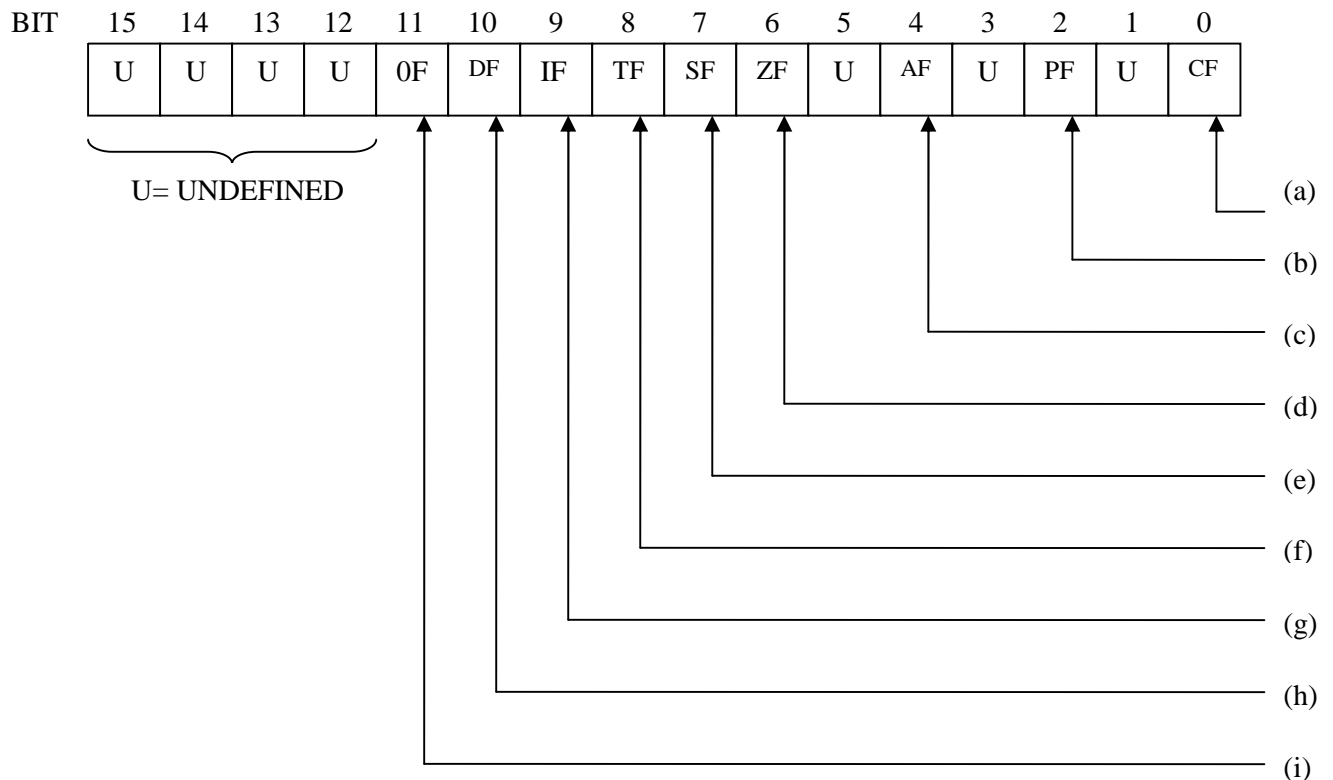 BIT 15 14 13 12 11 10 9 8 7 6 5 4 3 2 1 0
U U U U 0F DF IF TF SF ZF U AF U PF U CF
U= UNDEFINED
(a)
(b)
(c)
(d)
(e)
(f)
(g)
(h)
(i)